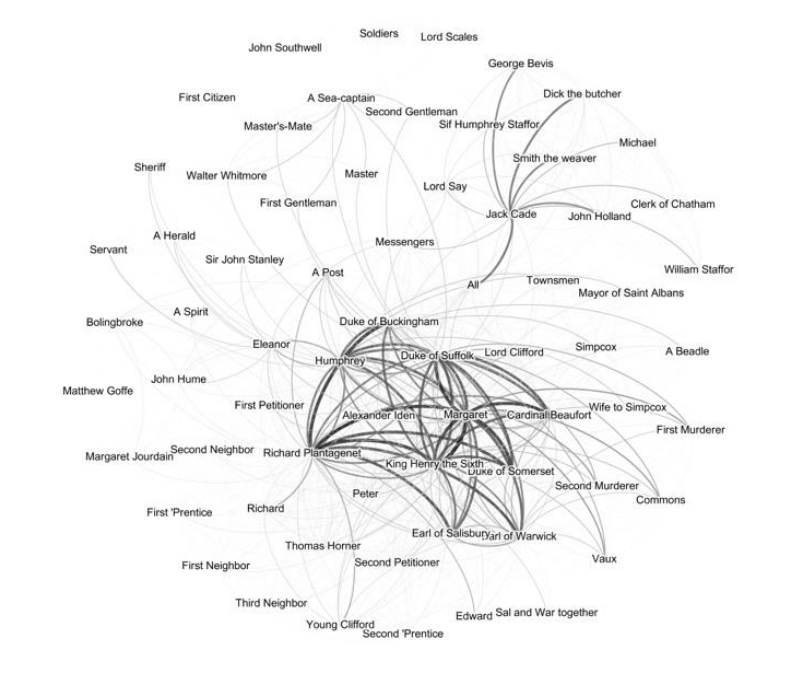 Soldiers
Lord Scales
John Southwell
George Bevis
Dick the butcher
First Citizen
A Sea-captain
Second Gentleman
Master's-Mate
Sif Humphrey Staffor
Michael
Smith the weaver
Sheriff
Walter Whitmore
Master
Lord Say
First Gentleman
Clerk of Chatham
Jack Cade
John Holland
A Herald
Messengers
Servant
Sir John Stanley
A Post
William Staffor
All
Townsmen
Mayor of Saint Albans
A Spirit
Bolingbroke
Duke of Buckingham
Eleanor
Humphrey
Duke of Suffolk
Lord Clifford
Simpcox
A Beadle
John Hume
Matthew Goffe
First Petitioner
Alexander Iden
Margaret
Cardinal Beaufort
Wife to Simpcox
First Murderer
Margaret Jourdain
Second Neighbor
Richard Plantagenet
King Henry the Sixth
Duke of Somerset
Second Murderer
Peter
Commons
First 'Prentice
Richard
Earl of Salisbury
Earl of Warwick
Thomas Horner
Second Petitioner
Vaux
First Neighbor
Third Neighbor
Young Clifford
Second 'Prentice
Edward
Sal and War together